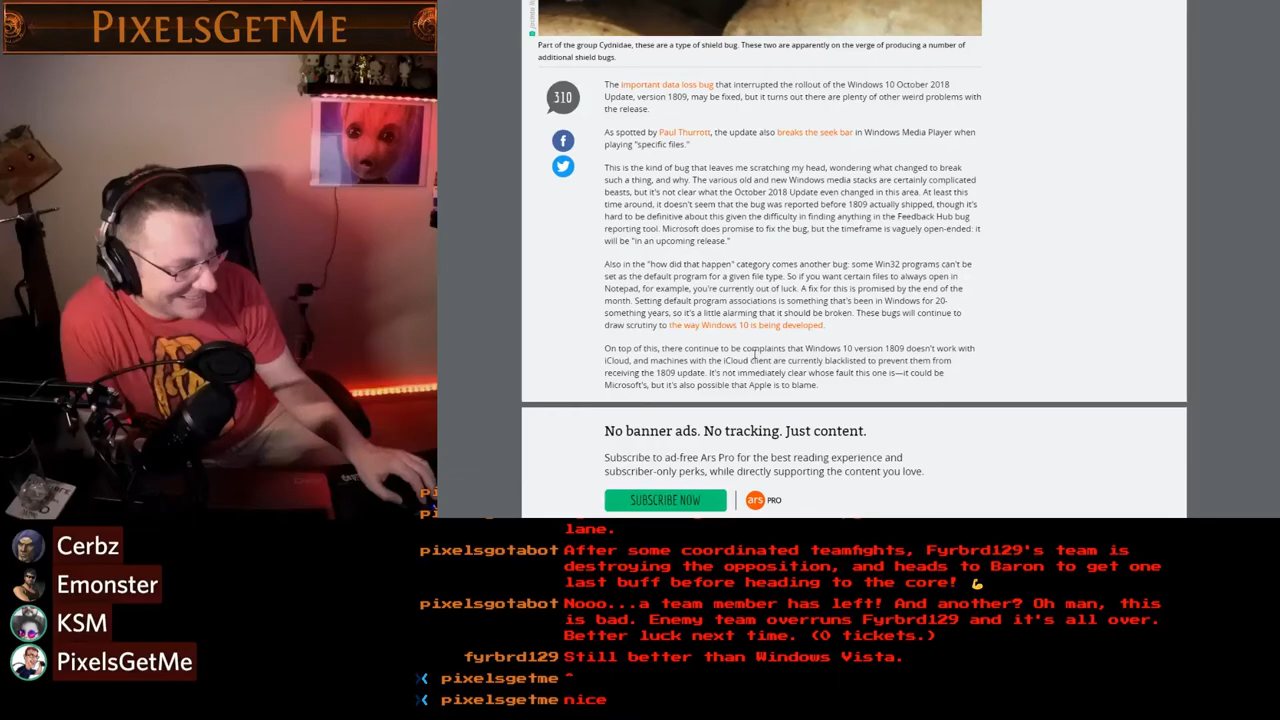 PIXELSGETME
Part of the group Cydnidae, these are a type of shield bug. These two are apparently on the verge of producing a number of
additional shield bugs.
310
The important data loss bug that interrupted the rollout of the Windows 10 October 2018
Update, version 1809, may be fixed, but it turns out there are plenty of other weird problems with
the release.
As spotted by Paul Thurrott, the update also breaks the seek bar in Windows Media Player when
playing "specific files."
This is the kind of bug that leaves me scratching my head, wondering what changed to break
such a thing, and why. The various old and new Windows media stacks are certainly complicated
beasts, but it's not clear what the October 2018 Update even changed in this area. At least this
time around, it doesn't seem that the bug was reported before 1809 actually shipped, though it's
hard to be definitive about this given the difficulty in finding anything in the Feedback Hub bug
reporting tool. Microsoft does promise to fix the bug, but the timeframe is vaguely open-ended: it
will be "in an upcoming release."
Also in the "how did that happen" category comes another bug: some Win32 programs can't be
set as the default program for a given file type. So if you want certain files to always open in
Notepad, for example, you're currently out of luck. A fix for this is promised by the end of the
month. Setting default program associations is something that's been in Windows for 20-
something years, so it's a little alarming that it should be broken. These bugs will continue to
draw scrutiny to the way Windows 10 is being developed.
On top of this, there continue to be complaints that Windows 10 version 1809 doesn't work with
iCloud, and machines with the iCloud client are currently blacklisted to prevent them from
receiving the 1809 update. It's not immediately clear whose fault this one is—it could be
Microsoft's, but it's also possible that Apple is to blame.
No banner ads. No tracking. Just content.
Subscribe to ad-free Ars Pro for the best reading experience and
subscriber-only perks, while directly supporting the content you love.
SUBSCRIBE NOW
ars PRO
lane.
pixelsgotabot After some coordinated teamfights, Fyrbrd129's team is
destroying the opposition, and heads to Baron to get one
last buff before heading to the core! 💪
pixelsgotabot Nooo...a team member has left! And another? Oh man, this
is bad. Enemy team overruns Fyrbrd129 and it's all over.
Better luck next time. (0 tickets.)
fyrbrd129 Still better than Windows Vista.
pixelsgetme ^
pixelsgetme nice
Cerbz
Emonster
KSM
PixelsGetMe